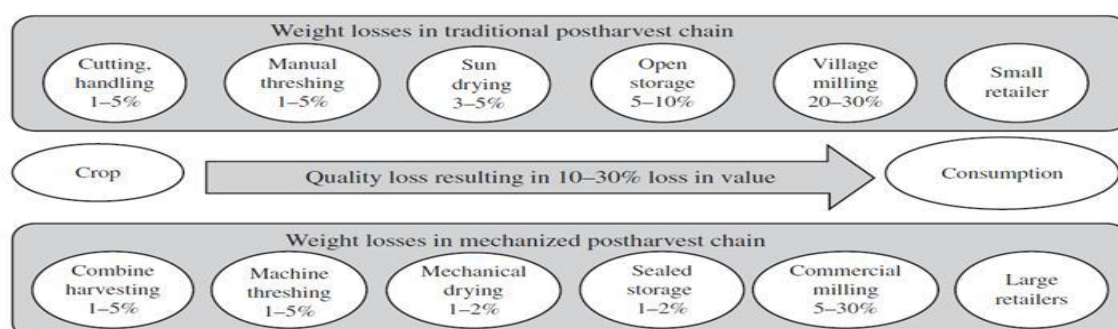 Weight losses in traditional postharvest chain
Cutting,
handling
1–5%
Manual
threshing
1–5%
Sun
drying
3–5%
Open
storage
5–10%
Village
milling
20–30%
Small
retailer
Crop
Quality loss resulting in 10–30% loss in value
Consumption
Weight losses in mechanized postharvest chain
Combine
harvesting
1–5%
Machine
threshing
1–5%
Mechanical
drying
1–2%
Sealed
storage
1–2%
Commercial
milling
5–30%
Large
retailers